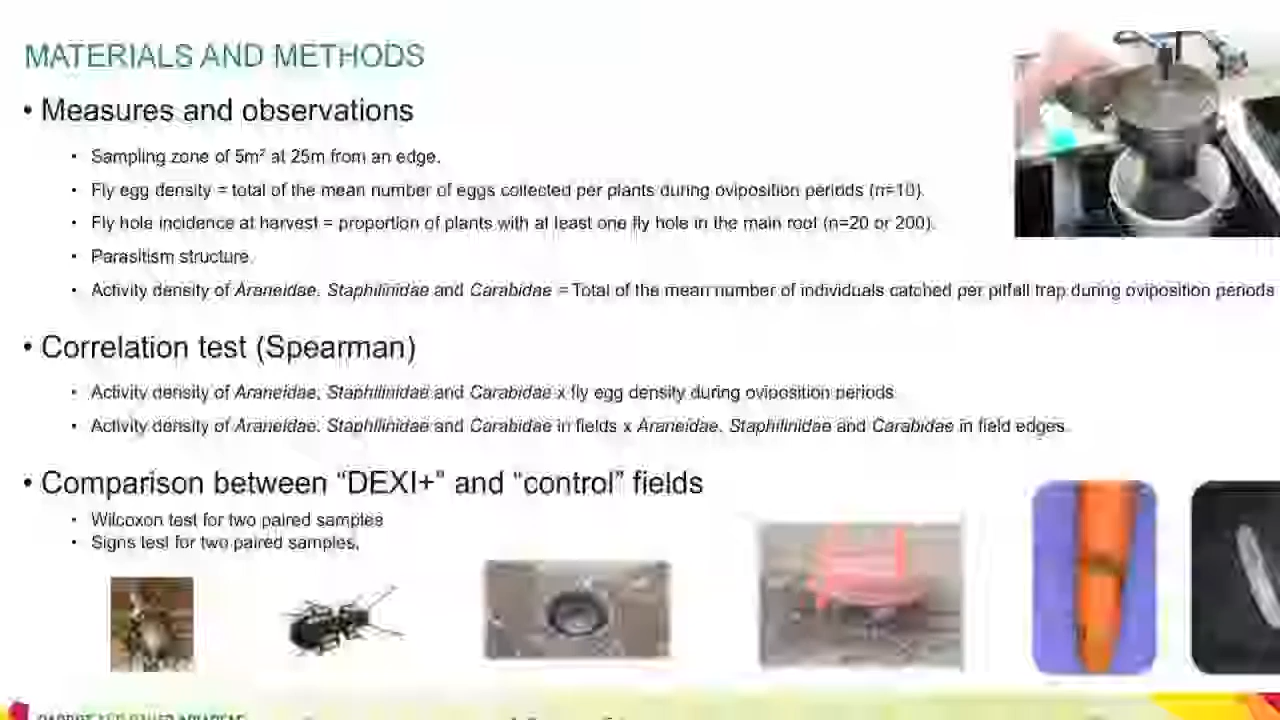 MATERIALS AND METHODS
• Measures and observations
• Sampling zone of 5m² at 25m from an edge.
• Fly egg density = total of the mean number of eggs collected per plants during oviposition periods (n=10).
• Fly hole incidence at harvest = proportion of plants with at least one fly hole in the main root (n=20 or 200).
• Parasitism structure.
• Activity density of Araneidae, Staphilinidae and Carabidae = Total of the mean number of individuals catched per pitfall trap during oviposition periods
• Correlation test (Spearman)
• Activity density of Araneidae, Staphilinidae and Carabidae x fly egg density during oviposition periods
• Activity density of Araneidae, Staphilinidae and Carabidae in fields x Araneidae, Staphilinidae and Carabidae in field edges.
• Comparison between “DEXI+” and “control” fields
• Wilcoxon test for two paired samples
• Signs test for two paired samples,